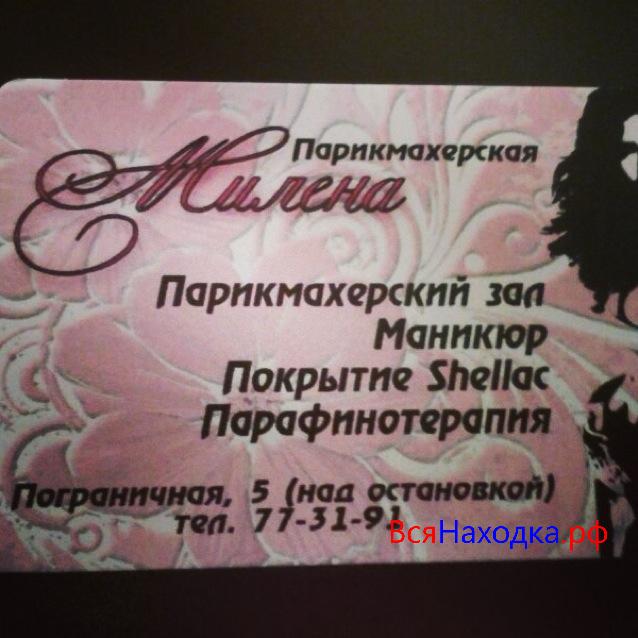 Парикмахерская
Милена
Парикмахерский зал
Маникюр
Покрытие Shellac
Парафинотерапия
Пограничная, 5 (над остановкой)
тел. 77-31-91
ВсяНаходка.рф